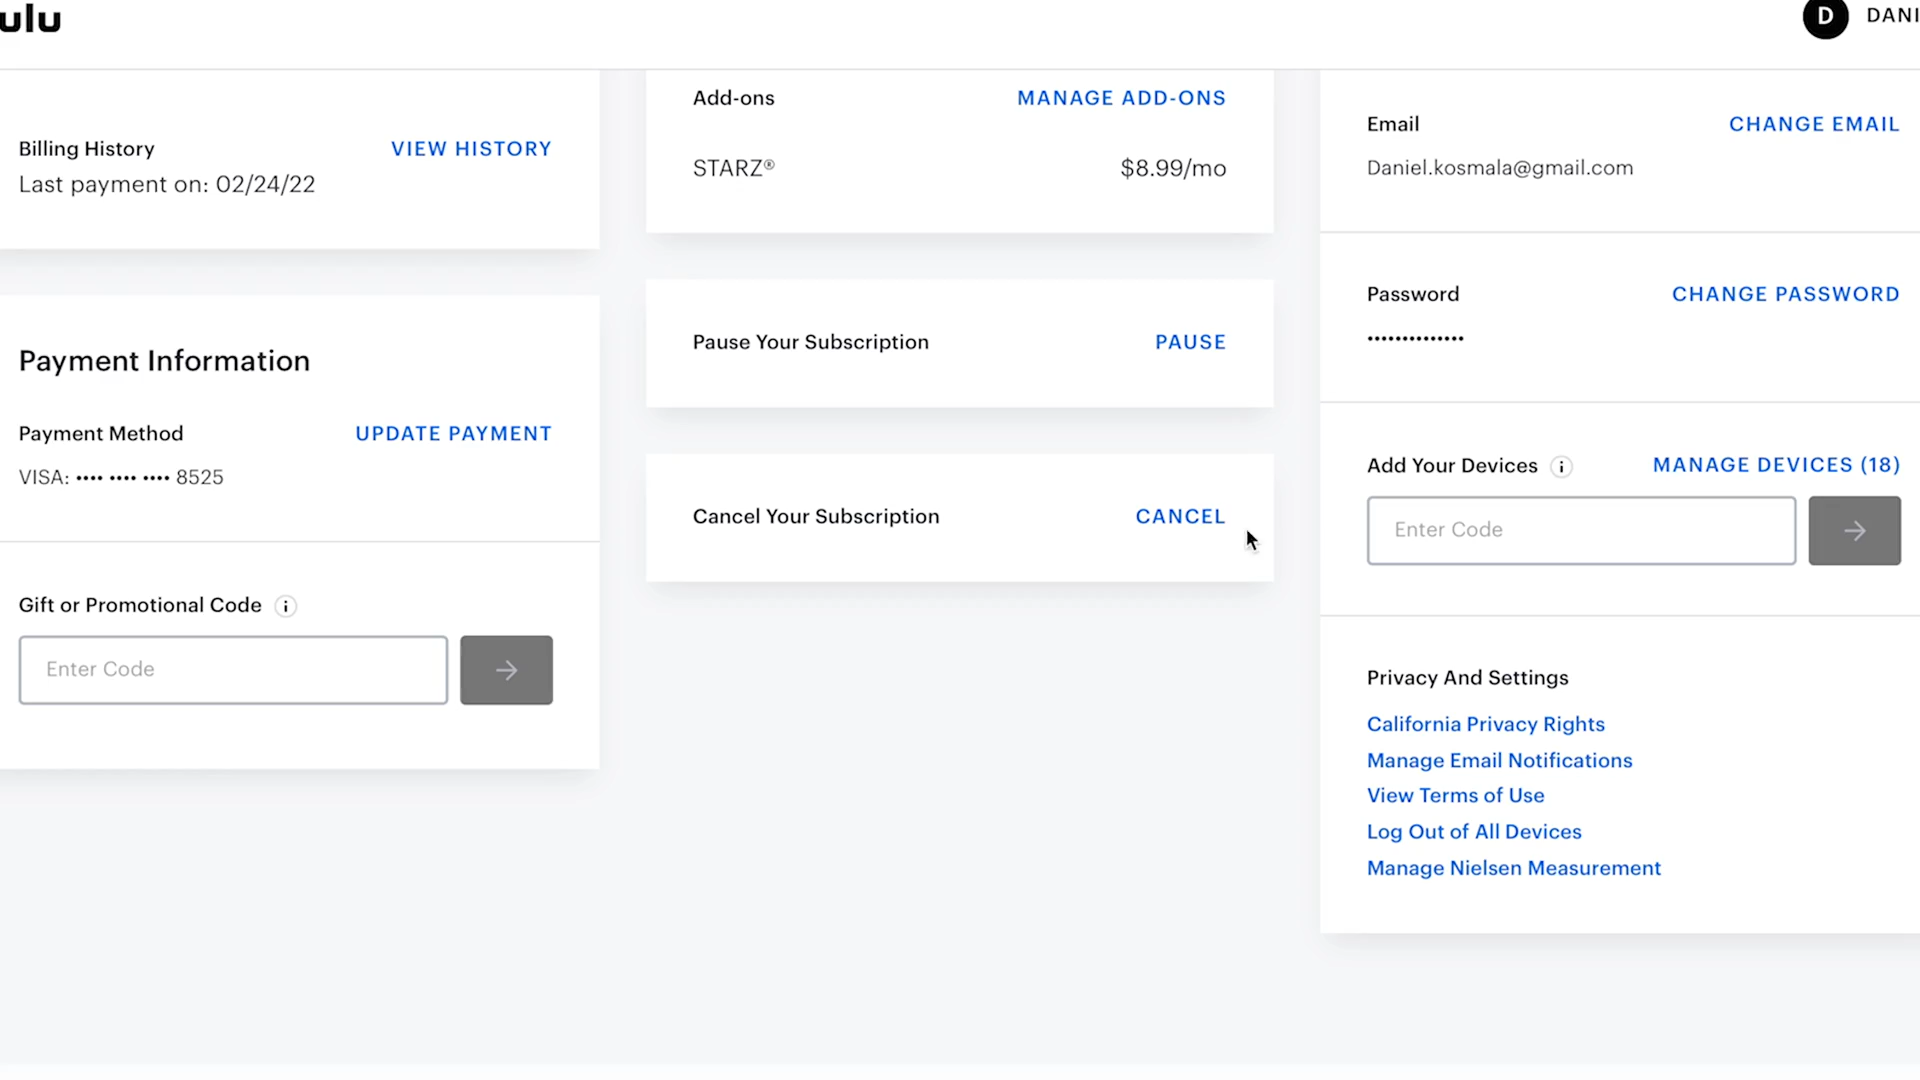 ulu
D DANI
Billing History VIEW HISTORY
Last payment on: 02/24/22
Payment Information
Payment Method UPDATE PAYMENT
VISA: •••• •••• •••• 8525
Gift or Promotional Code i
Enter Code →
Add-ons MANAGE ADD-ONS
STARZ® $8.99/mo
Pause Your Subscription PAUSE
Cancel Your Subscription CANCEL
Email CHANGE EMAIL
Daniel.kosmala@gmail.com
Password CHANGE PASSWORD
••••••••••••••
Add Your Devices i MANAGE DEVICES (18)
Enter Code →
Privacy And Settings
California Privacy Rights
Manage Email Notifications
View Terms of Use
Log Out of All Devices
Manage Nielsen Measurement